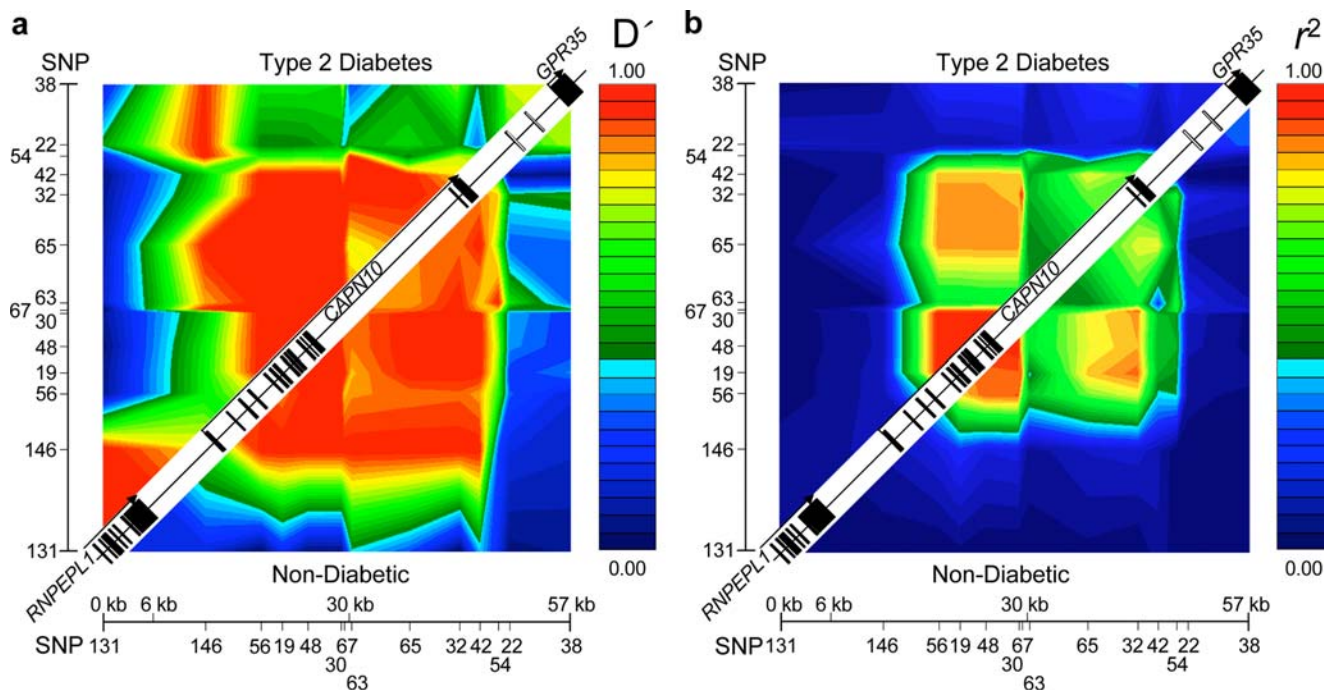 a
SNP
Type 2 Diabetes
GPR35
D´
1.00
38
22
54
42
32
65
63
67
30
48
19
56
146
131
CAPN10
RNPEPL1
0.00
Non-Diabetic
0 kb 6 kb 30 kb 57 kb
SNP
131 146 56 19 48 67 65 32 42 22 38
30 54
63
b
SNP
Type 2 Diabetes
GPR35
r²
1.00
38
22
54
42
32
65
63
67
30
48
19
56
146
131
CAPN10
RNPEPL1
0.00
Non-Diabetic
0 kb 6 kb 30 kb 57 kb
SNP
131 146 56 19 48 67 65 32 42 22 38
30 54
63